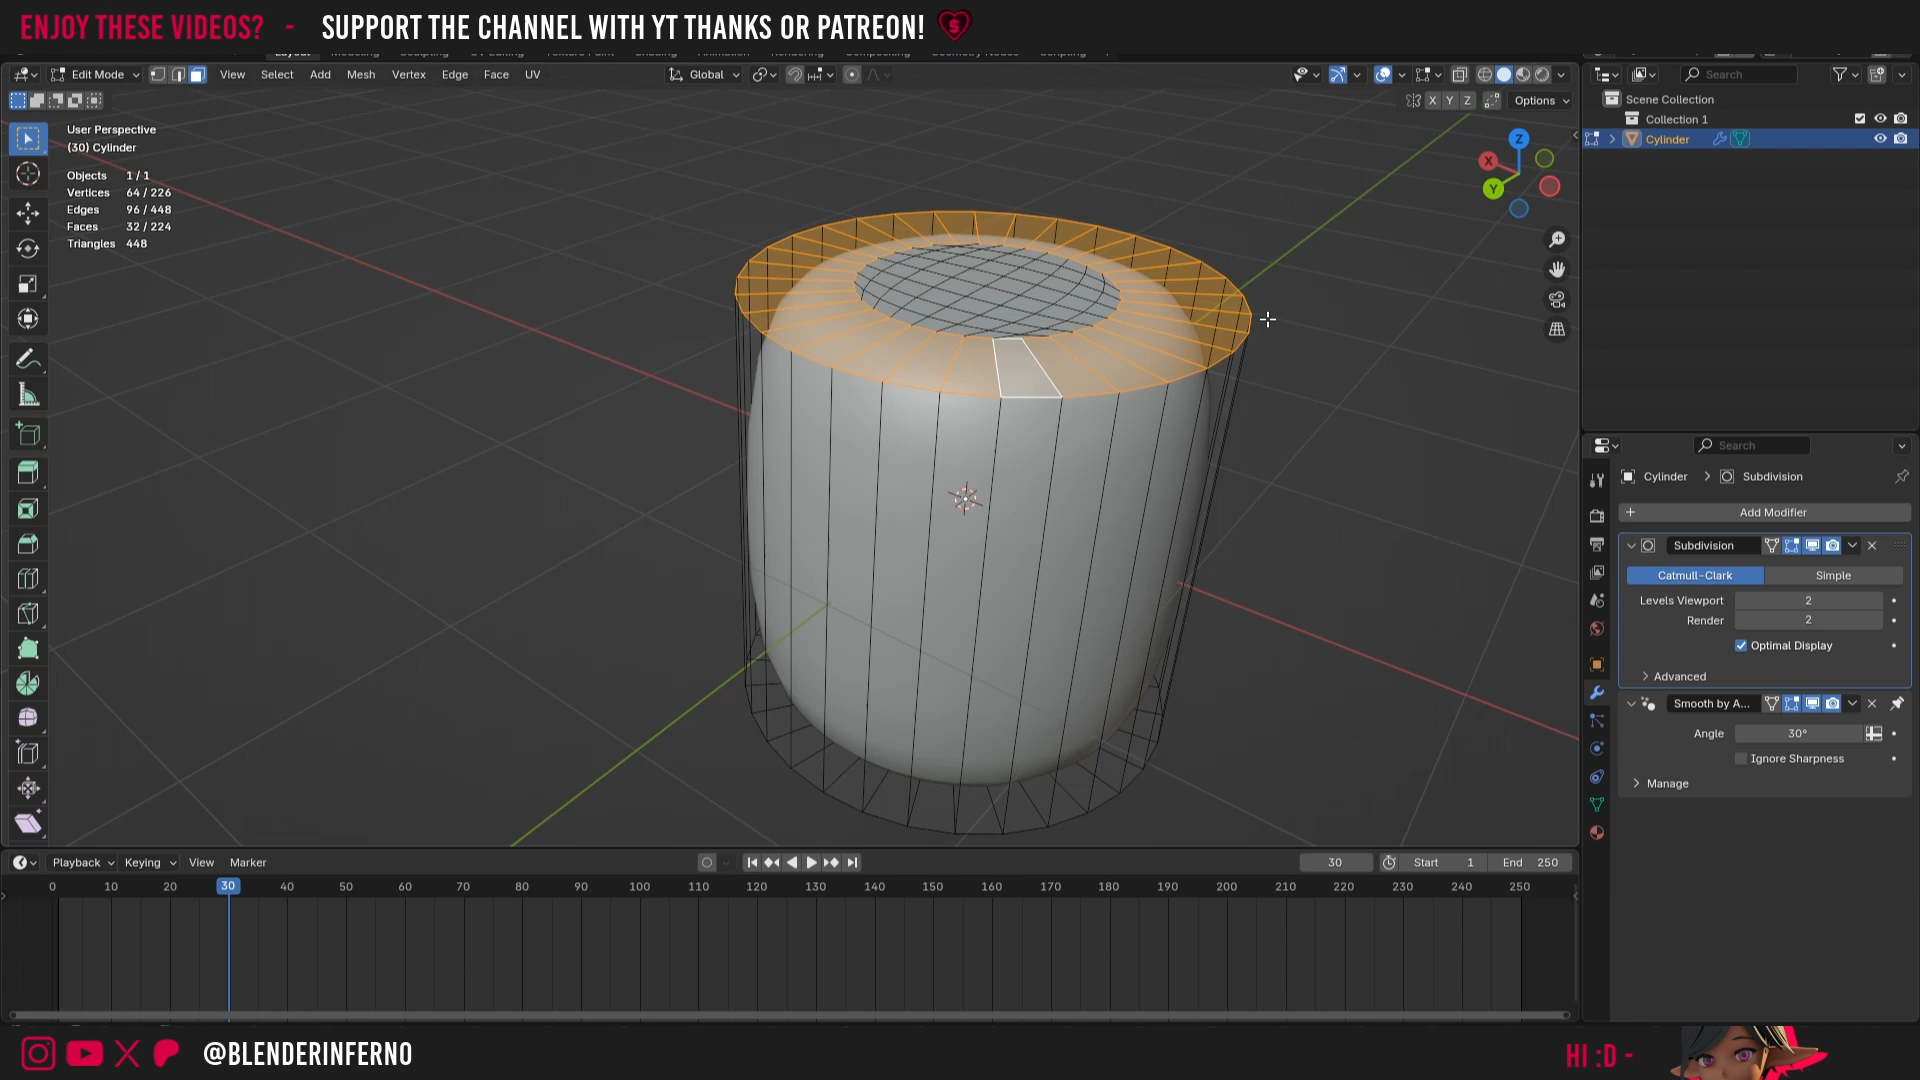 ENJOY THESE VIDEOS? - SUPPORT THE CHANNEL WITH YT THANKS OR PATREON!
Edit Mode View Select Add Mesh Vertex Edge Face UV Global Search
X Y Z Options
Scene Collection
Collection 1
Cylinder
User Perspective
(30) Cylinder
Objects 1 / 1
Vertices 64 / 226
Edges 96 / 448
Faces 32 / 224
Triangles 448
Z
X
Y
Search
Cylinder > Subdivision
+ Add Modifier
Subdivision
Catmull-Clark Simple
Levels Viewport 2
Render 2
Optimal Display
Advanced
Smooth by A...
Angle 30°
Ignore Sharpness
Manage
Playback Keying View Marker 30 Start 1 End 250
0 10 20 30 40 50 60 70 80 90 100 110 120 130 140 150 160 170 180 190 200 210 220 230 240 250
@BLENDERINFERNO
HI :D -